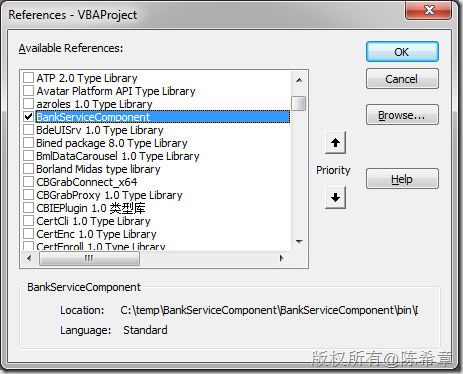 References - VBAProject
Available References:
OK
ATP 2.0 Type Library
Avatar Platform API Type Library
Cancel
azroles 1.0 Type Library
BankServiceComponent
Browse...
BdeUISrv 1.0 Type Library
Bined package 8.0 Type Library
BmlDataCarousel 1.0 Type Library
Borland Midas type library
Priority
CBGrabConnect_x64
Help
CBGrabProxy 1.0 Type Library
CBIEPlugin 1.0 类型库
CertCli 1.0 Type Library
CertEnc 1.0 Type Library
CertEnroll 1.0 Type Library
BankServiceComponent
Location: C:\temp\BankServiceComponent\BankServiceComponent\bin\
Language: Standard
版权所有@陈希章